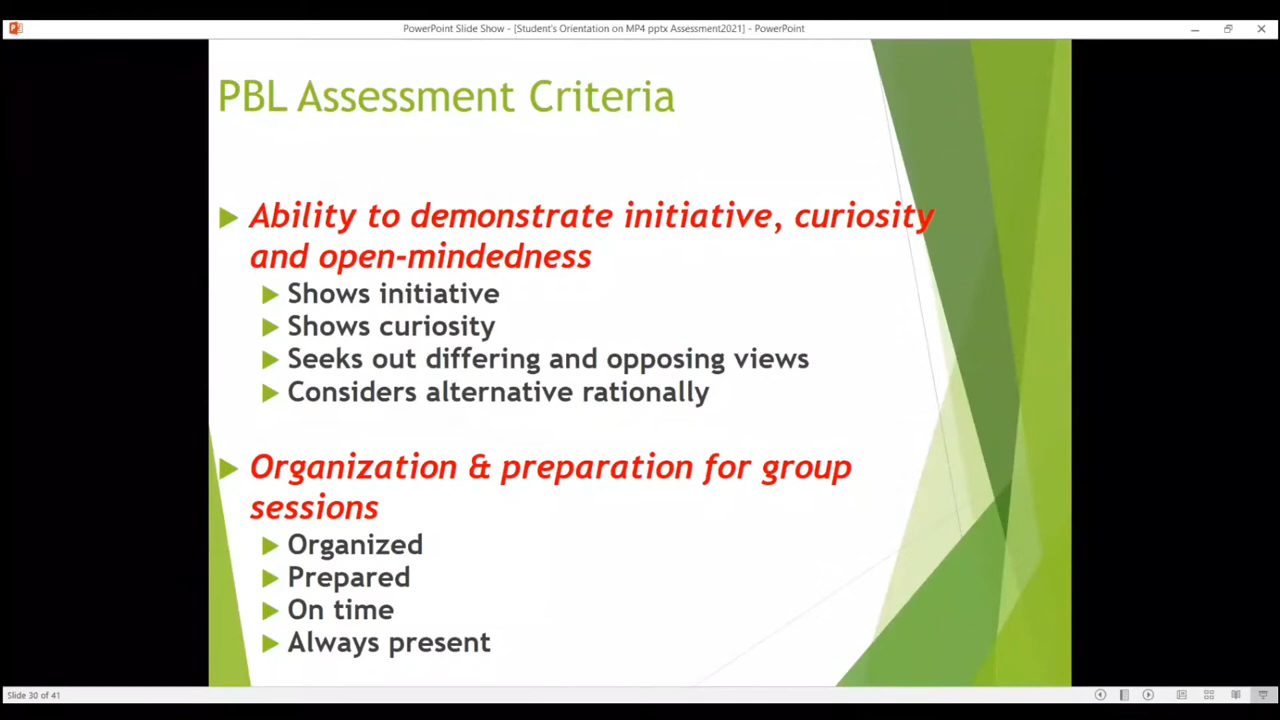 PowerPoint Slide Show - [Student's Orientation on MP4 pptx Assessment2021] - PowerPoint
PBL Assessment Criteria
Ability to demonstrate initiative, curiosity
and open-mindedness
Shows initiative
Shows curiosity
Seeks out differing and opposing views
Considers alternative rationally
Organization & preparation for group
sessions
Organized
Prepared
On time
Always present
Slide 30 of 41